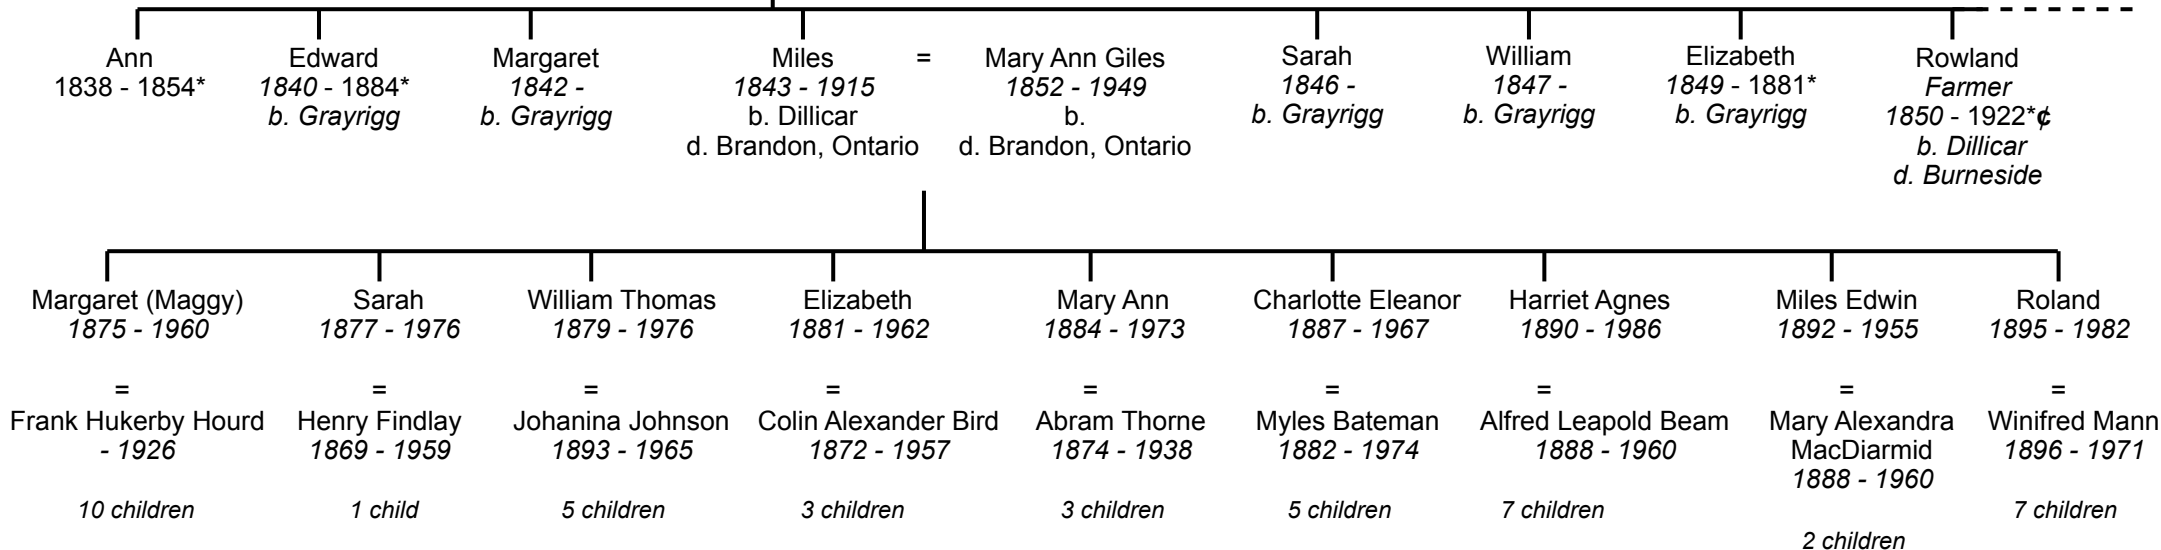 Ann
1838 - 1854*
Edward
1840 - 1884*
b. Grayrigg
Margaret
1842 -
b. Grayrigg
Miles
1843 - 1915
b. Dillicar
d. Brandon, Ontario
=
Mary Ann Giles
1852 - 1949
b.
d. Brandon, Ontario
Sarah
1846 -
b. Grayrigg
William
1847 -
b. Grayrigg
Elizabeth
1849 - 1881*
b. Grayrigg
Rowland
Farmer
1850 - 1922*¢
b. Dillicar
d. Burneside
Margaret (Maggy)
1875 - 1960
=
Frank Hukerby Hourd
- 1926
10 children
Sarah
1877 - 1976
=
Henry Findlay
1869 - 1959
1 child
William Thomas
1879 - 1976
=
Johanina Johnson
1893 - 1965
5 children
Elizabeth
1881 - 1962
=
Colin Alexander Bird
1872 - 1957
3 children
Mary Ann
1884 - 1973
=
Abram Thorne
1874 - 1938
3 children
Charlotte Eleanor
1887 - 1967
=
Myles Bateman
1882 - 1974
5 children
Harriet Agnes
1890 - 1986
=
Alfred Leapold Beam
1888 - 1960
7 children
Miles Edwin
1892 - 1955
=
Mary Alexandra
MacDiarmid
1888 - 1960
2 children
Roland
1895 - 1982
=
Winifred Mann
1896 - 1971
7 children